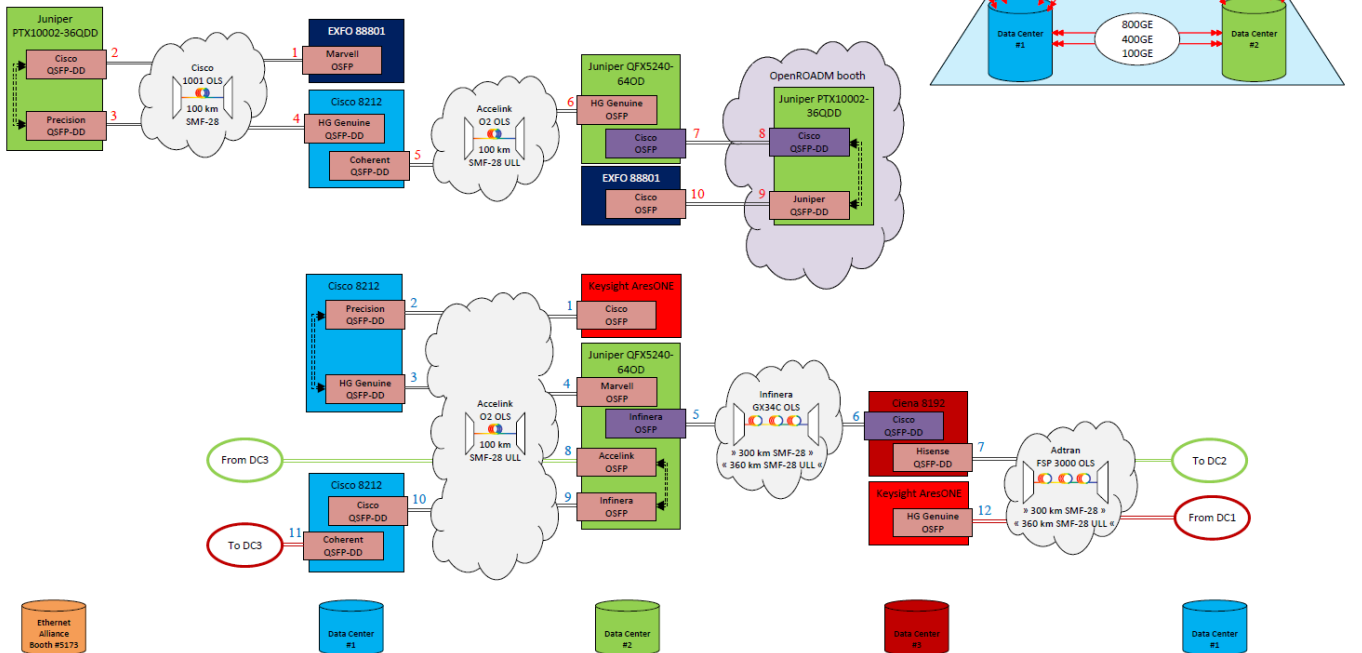 Juniper
PTX10002-36QDD
Cisco
QSFP-DD
2
Precision
QSFP-DD
3
Cisco
1001 OLS
100 km
SMF-28
EXFO 88801
1
Marvell
OSFP
Cisco 8212
4
HG Genuine
QSFP-DD
Coherent
QSFP-DD
5
Accelink
O2 OLS
100 km
SMF-28 ULL
Juniper QFX5240-
64OD
6
HG Genuine
OSFP
Cisco
OSFP
7
EXFO 88801
Cisco
OSFP
10
OpenROADM booth
Juniper PTX10002-
36QDD
8
Cisco
QSFP-DD
9
Juniper
QSFP-DD
Data Center
#1
800GE
400GE
100GE
Data Center
#2
Cisco 8212
Precision
QSFP-DD
2
HG Genuine
QSFP-DD
3
Accelink
O2 OLS
100 km
SMF-28 ULL
Keysight AresONE
1
Cisco
OSFP
Juniper QFX5240-
64OD
4
Marvell
OSFP
Infinera
OSFP
5
8
Accelink
OSFP
9
Infinera
OSFP
From DC3
Cisco 8212
Cisco
QSFP-DD
10
11
Coherent
QSFP-DD
To DC3
Infinera
GX34C OLS
» 300 km SMF-28 »
« 360 km SMF-28 ULL «
Ciena 8192
6
Cisco
QSFP-DD
Hisense
QSFP-DD
7
Keysight AresONE
HG Genuine
OSFP
12
Adtran
FSP 3000 OLS
» 300 km SMF-28 »
« 360 km SMF-28 ULL «
To DC2
From DC1
Ethernet
Alliance
Booth #5173
Data Center
#1
Data Center
#2
Data Center
#3
Data Center
#1